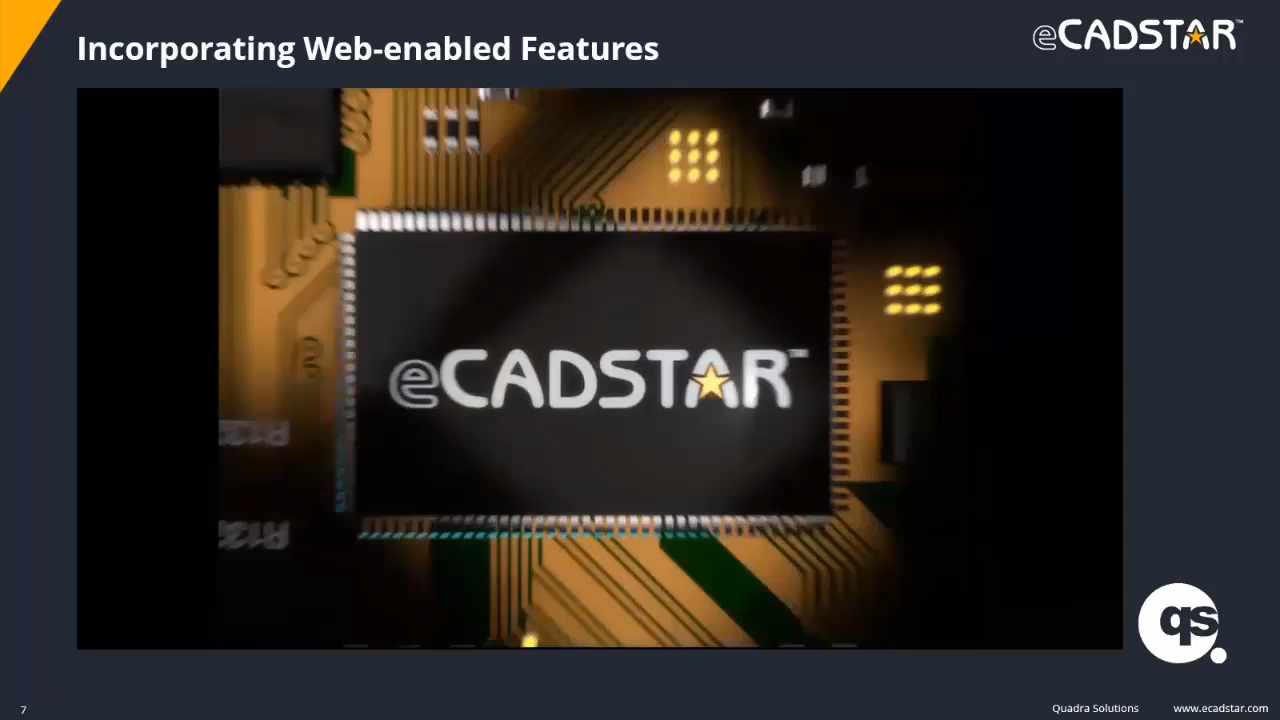 Incorporating Web-enabled Features
eCADSTAR™
eCADSTAR™
qs
7
Quadra Solutions
www.ecadstar.com